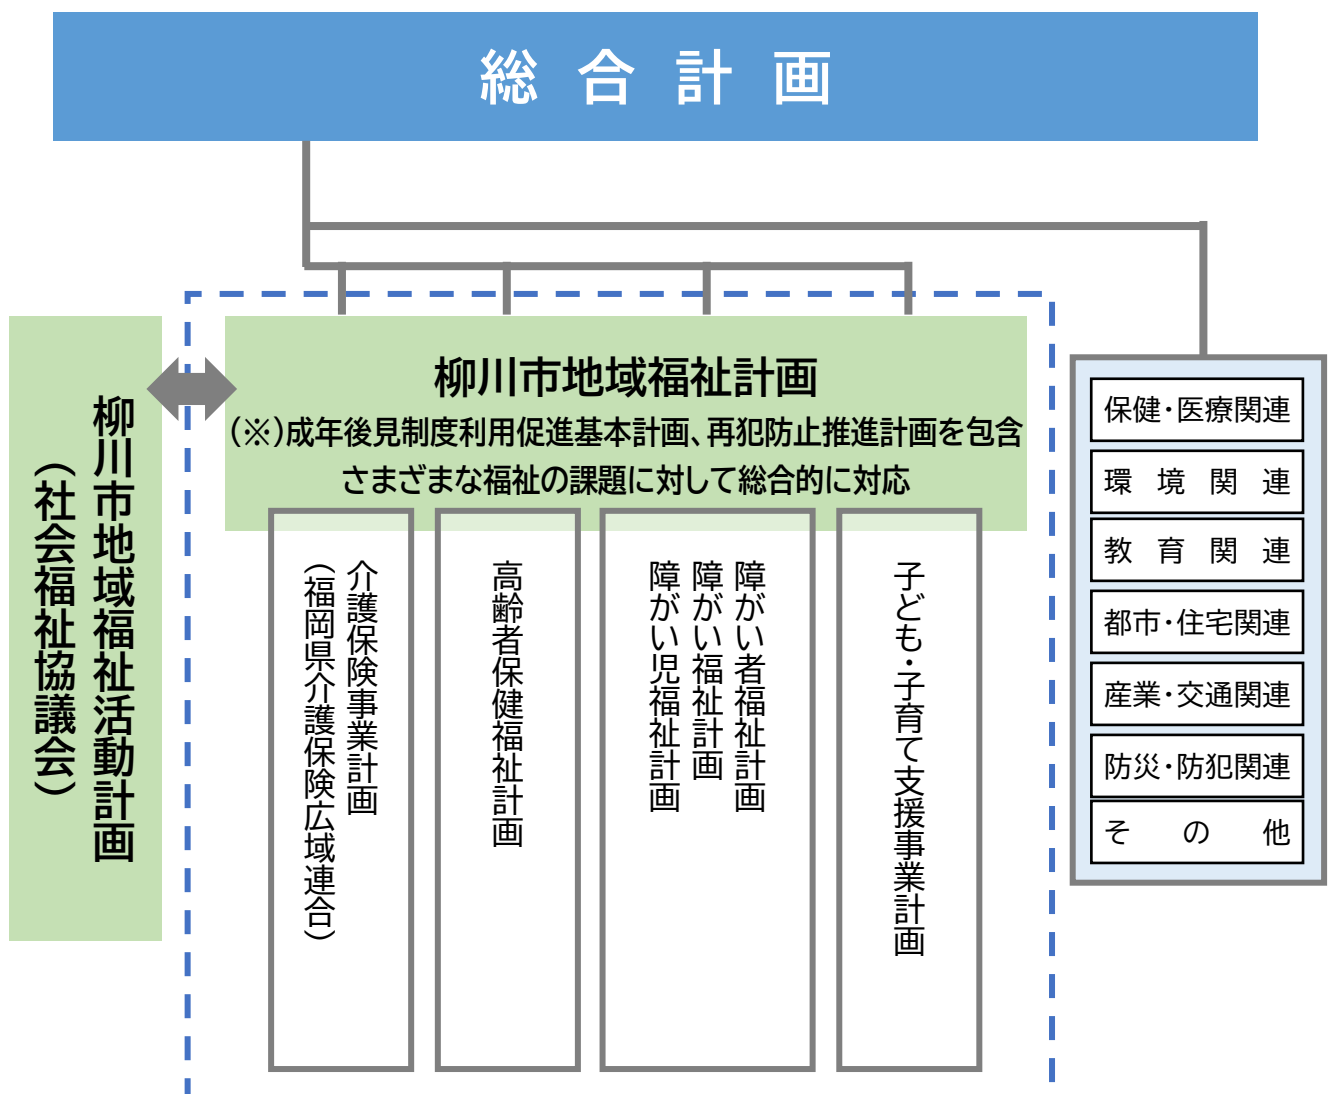 総合計画
柳川市地域福祉活動計画
（社会福祉協議会）
柳川市地域福祉計画
（※）成年後見制度利用促進基本計画、再犯防止推進計画を包含
さまざまな福祉の課題に対して総合的に対応
介護保険事業計画
（福岡県介護保険広域連合）
高齢者保健福祉計画
障がい者福祉計画
障がい福祉計画
障がい児福祉計画
子ども・子育て支援事業計画
保健・医療関連
環境関連
教育関連
都市・住宅関連
産業・交通関連
防災・防犯関連
その他